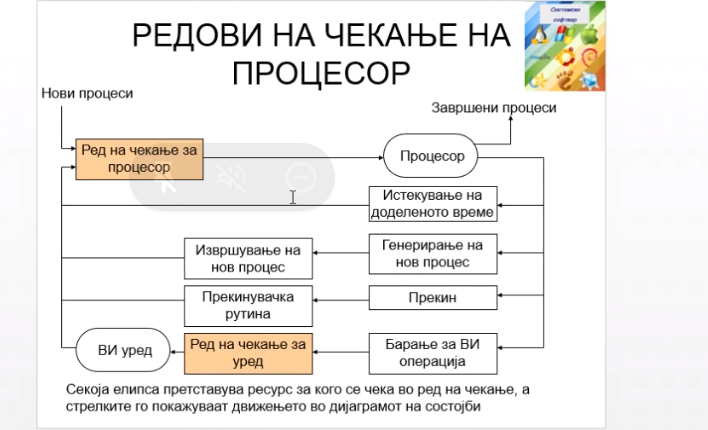 Системски
софтвер
РЕДОВИ НА ЧЕКАЊЕ НА
ПРОЦЕСОР
Нови процеси
Завршени процеси
Ред на чекање за
процесор
Процесор
Истекување на
доделеното време
Извршување на
нов процес
Генерирање на
нов процес
Прекинувачка
рутина
Прекин
ВИ уред
Ред на чекање за
уред
Барање за ВИ
операција
Секоја елипса претставува ресурс за кого се чека во ред на чекање, а
стрелките го покажуваат движењето во дијаграмот на состојби